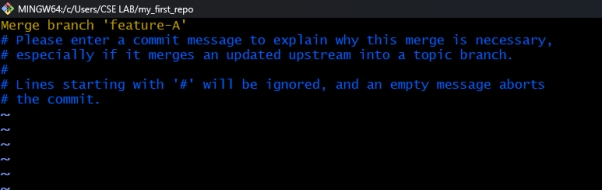 MINGW64:/c/Users/CSE LAB/my_first_repo
Merge branch 'feature-A'
# Please enter a commit message to explain why this merge is necessary,
# especially if it merges an updated upstream into a topic branch.
#
# Lines starting with '#' will be ignored, and an empty message aborts
# the commit.
~
~
~
~
~
~